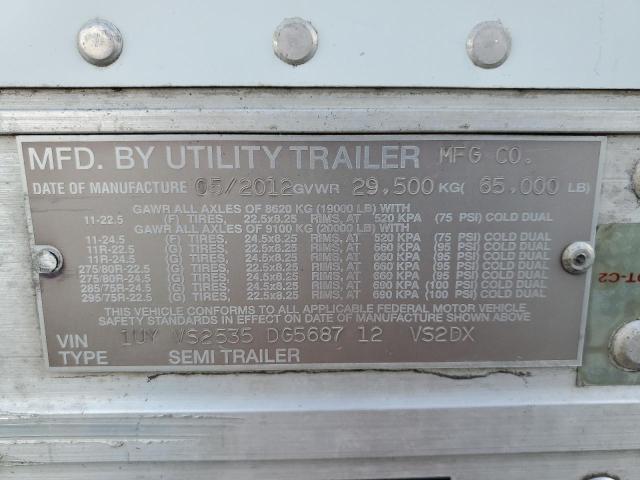 MFD. BY UTILITY TRAILER MFG CO.
DATE OF MANUFACTURE 05/2012 GVWR 29,500 KG( 65,000 LB)
GAWR ALL AXLES OF 8620 KG (19000 LB) WITH
11-22.5 (F) TIRES, 22.5x8.25 RIMS, AT 520 KPA (75 PSI) COLD DUAL
GAWR ALL AXLES OF 9100 KG (20000 LB) WITH
11-24.5 (F) TIRES, 24.5x8.25 RIMS, AT 520 KPA (75 PSI) COLD DUAL
11R-22.5 (G) TIRES, 22.5x8.25 RIMS, AT 660 KPA (95 PSI) COLD DUAL
11R-24.5 (G) TIRES, 24.5x8.25 RIMS, AT 660 KPA (95 PSI) COLD DUAL
275/80R-22.5 (G) TIRES, 22.5x8.25 RIMS, AT 660 KPA (95 PSI) COLD DUAL
275/80R-24.5 (G) TIRES, 24.5x8.25 RIMS, AT 660 KPA (95 PSI) COLD DUAL
285/75R-24.5 (G) TIRES, 24.5x8.25 RIMS, AT 690 KPA (100 PSI) COLD DUAL
295/75R-22.5 (G) TIRES, 22.5x8.25 RIMS, AT 690 KPA (100 PSI) COLD DUAL
THIS VEHICLE CONFORMS TO ALL APPLICABLE FEDERAL MOTOR VEHICLE
SAFETY STANDARDS IN EFFECT ON DATE OF MANUFACTURE SHOWN ABOVE.
VIN 1UY VS2535 DG5687 12 VS2DX
TYPE SEMI TRAILER
DOT-C2